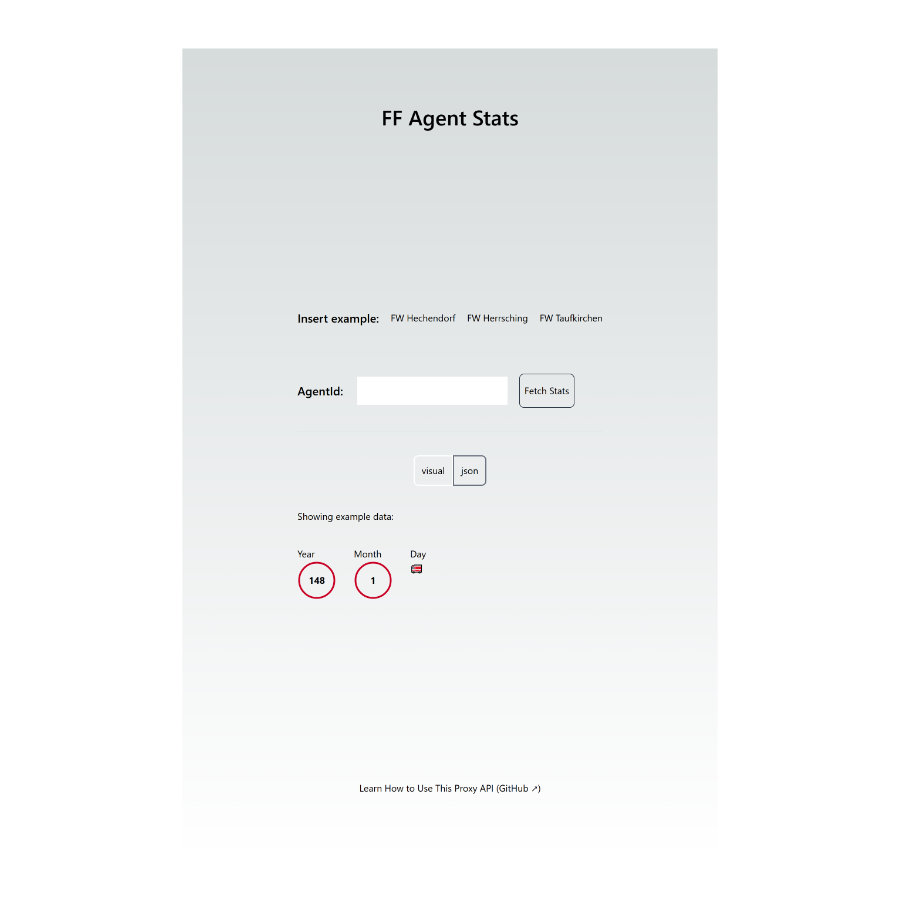 FF Agent Stats
Insert example: FW Hechendorf FW Herrsching FW Taufkirchen
AgentId: Fetch Stats
visual json
Showing example data:
Year Month Day
148 1
Learn How to Use This Proxy API (GitHub ↗)